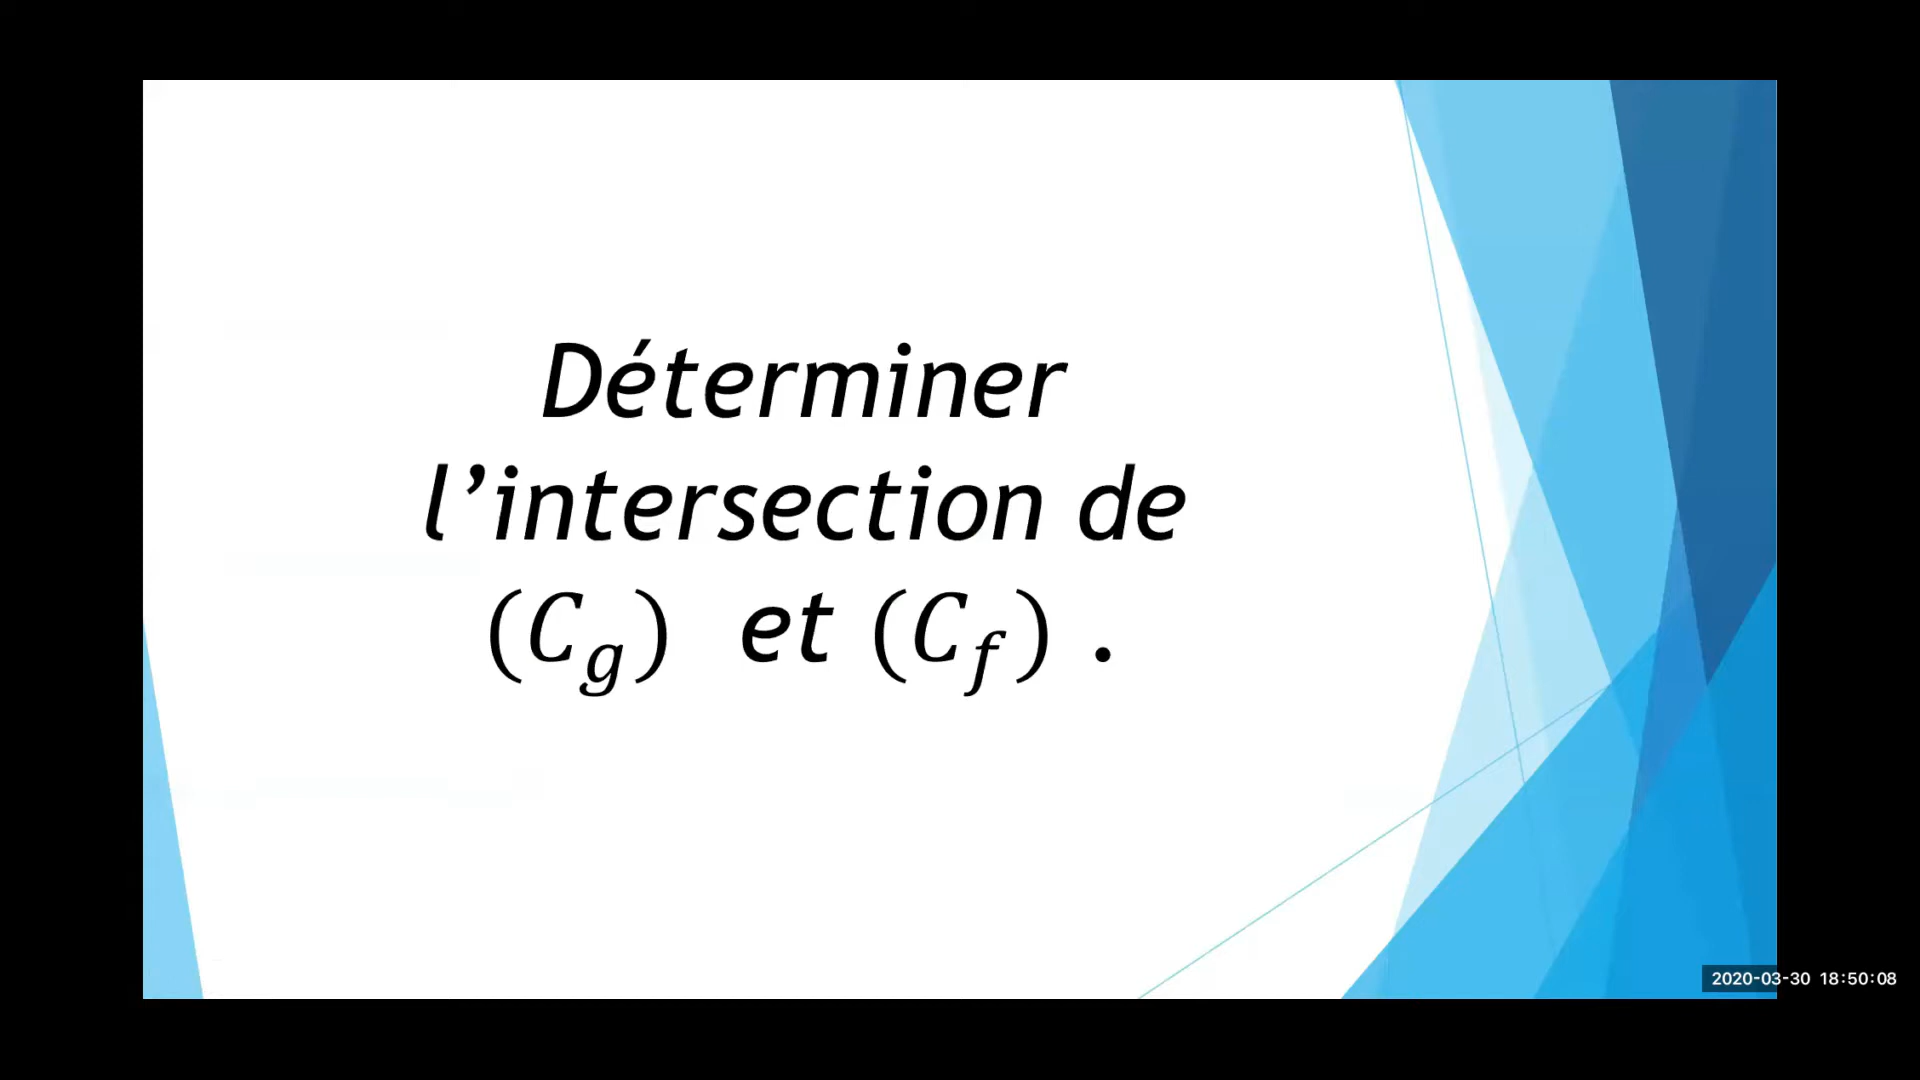 Déterminer
l’intersection de
(C_g) et (C_f) .
2020-03-30 18:50:08